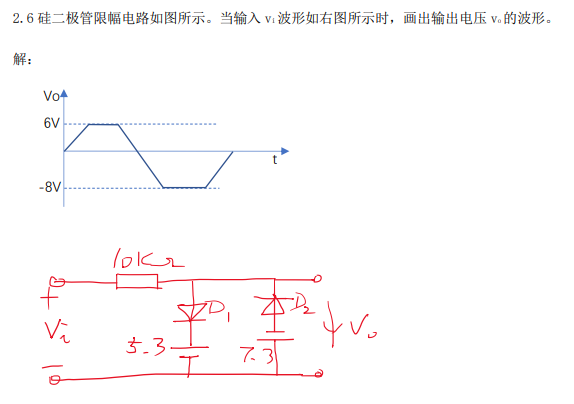 2.6 硅二极管限幅电路如图所示。当输入 vᵢ 波形如右图所示时，画出输出电压 vₒ 的波形。
解：
Vo
6V
t
-8V
10KΩ
+
D₁
D₂
Vᵢ
Vₒ
5.3
7.3
−